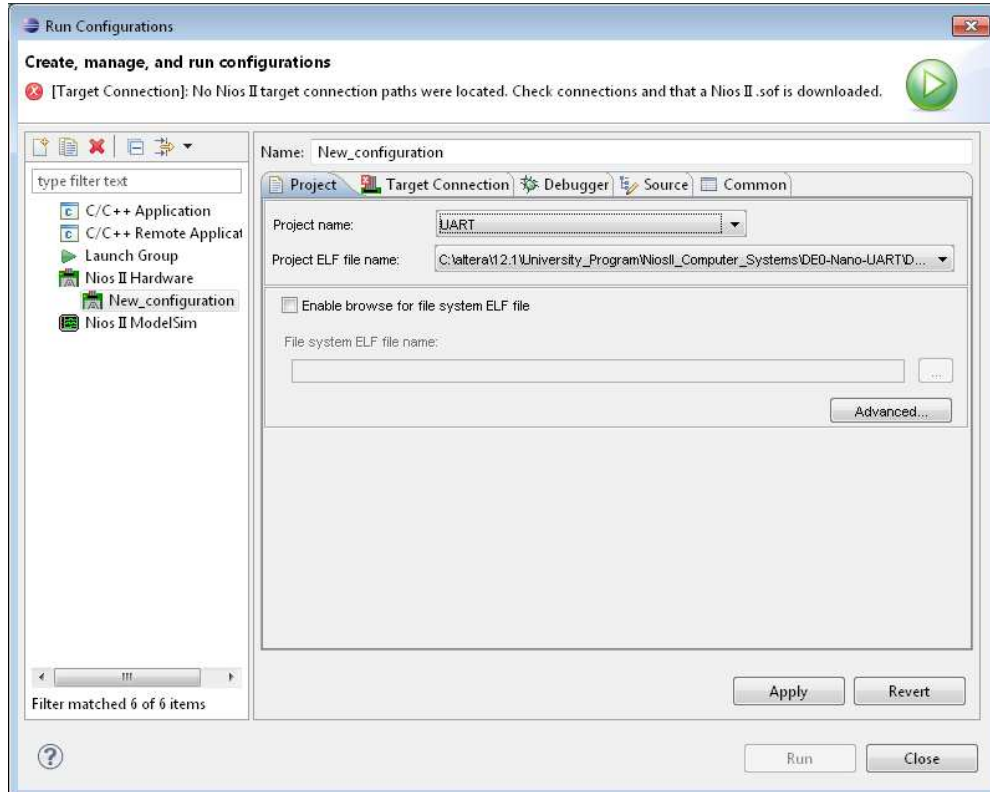 Run Configurations
Create, manage, and run configurations
[Target Connection]: No Nios II target connection paths were located. Check connections and that a Nios II .sof is downloaded.
type filter text
C/C++ Application
C/C++ Remote Applicat
Launch Group
Nios II Hardware
New_configuration
Nios II ModelSim
Filter matched 6 of 6 items
Name: New_configuration
Project Target Connection Debugger Source Common
Project name: UART
Project ELF file name: C:\altera\12.1\University_Program\NiosII_Computer_Systems\DE0-Nano-UART\D...
Enable browse for file system ELF file
File system ELF file name:
...
Advanced...
Apply Revert
? Run Close